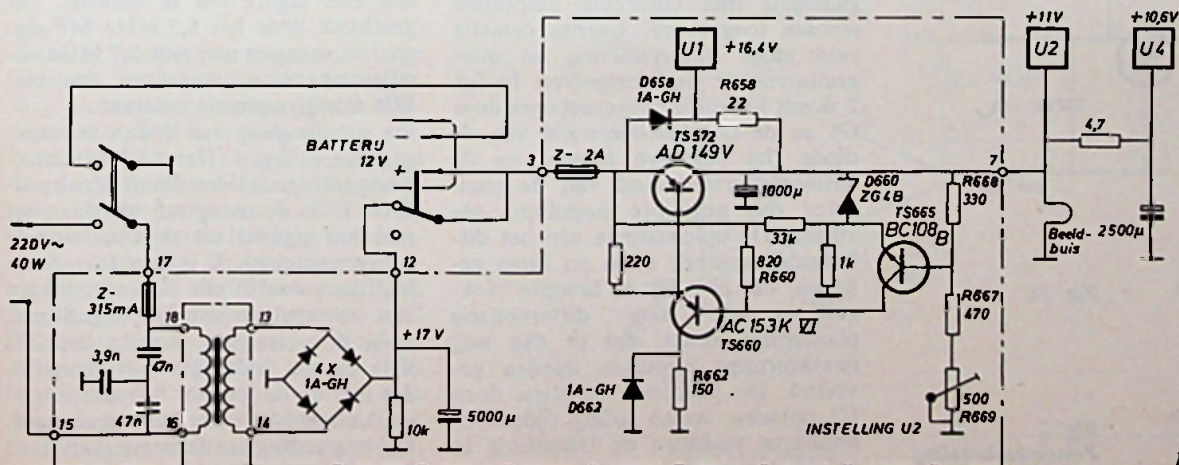 U1
+16,4V
+11V
U2
+10,6V
U4
D658
1A-GH
R658
22
BATTERIJ
12V
+
3
Z- 2A
TS572
AD 149V
7
4,7
1000µ
D660
ZG4B
R668
330
TS665
BC108
B
33k
Beeld-
buis
2500µ
220V~
40W
17
12
220
820
R660
1k
Z-
315mA
18
13
+17V
AC153K VI
TS660
R667
470
3,9n
47n
4X
1A-GH
1A-GH
D662
R662
150
500
R669
47n
10k
5000µ
INSTELLING U2
15
16
14